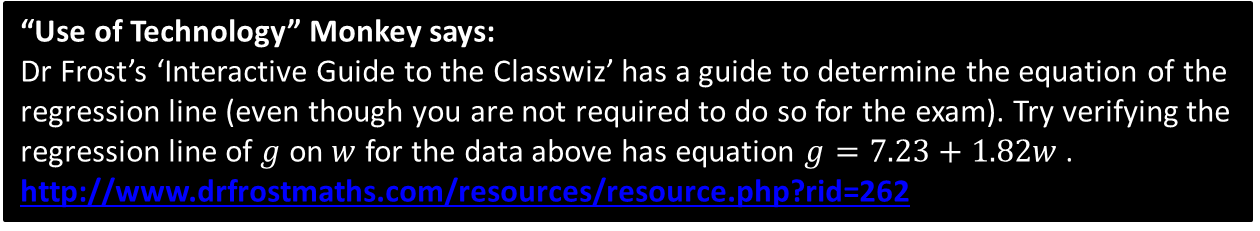 “Use of Technology” Monkey says:
Dr Frost’s ‘Interactive Guide to the Classwiz’ has a guide to determine the equation of the
regression line (even though you are not required to do so for the exam). Try verifying the
regression line of 𝑔 on 𝑤 for the data above has equation 𝑔 = 7.23 + 1.82𝑤 .
http://www.drfrostmaths.com/resources/resource.php?rid=262